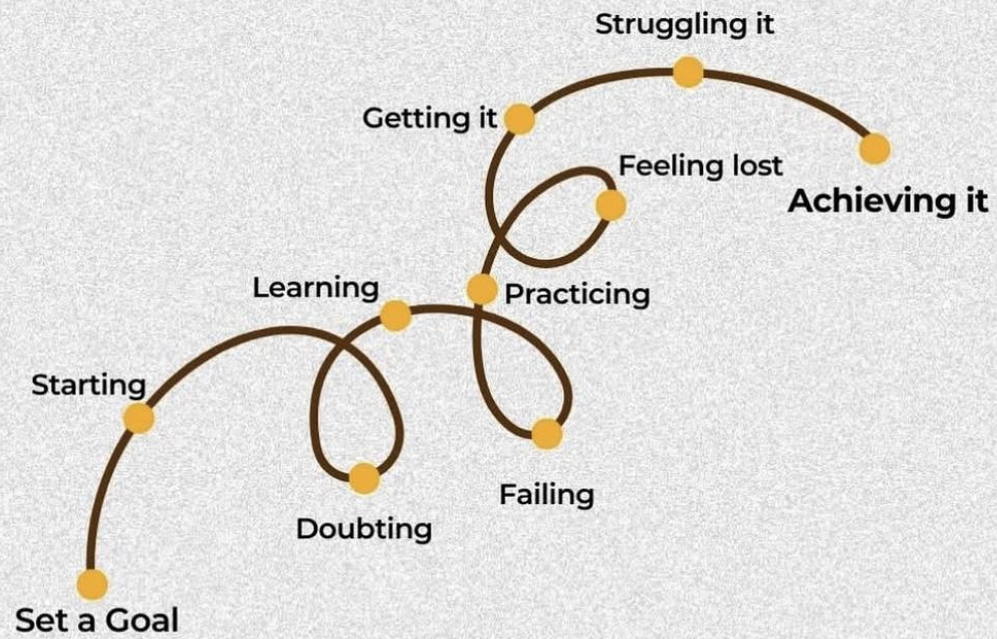 Struggling it
Getting it
Feeling lost
Achieving it
Learning
Practicing
Starting
Failing
Doubting
Set a Goal